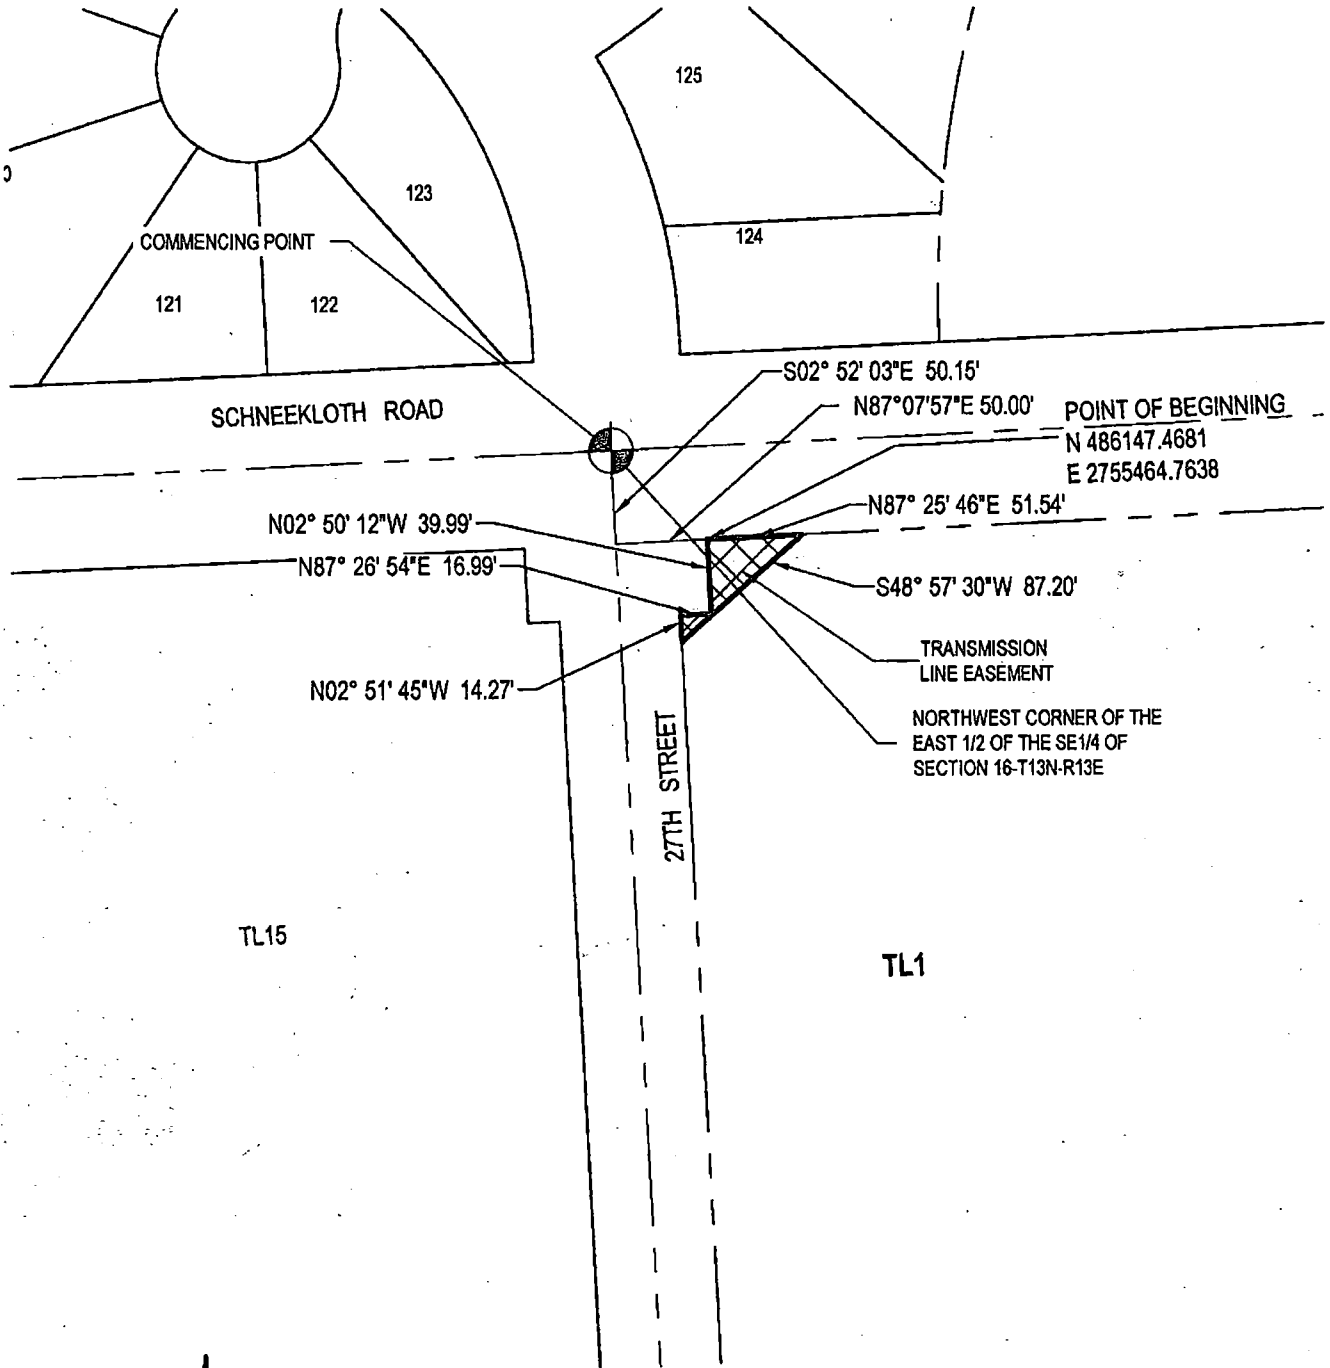 125
123
124
COMMENCING POINT
121
122
S02° 52' 03"E 50.15'
N87°07'57"E 50.00'
POINT OF BEGINNING
N 486147.4681
E 2755464.7638
SCHNEEKLOTH ROAD
N87° 25' 46"E 51.54'
N02° 50' 12"W 39.99'
N87° 26' 54"E 16.99'
S48° 57' 30"W 87.20'
TRANSMISSION
LINE EASEMENT
N02° 51' 45"W 14.27'
NORTHWEST CORNER OF THE
EAST 1/2 OF THE SE1/4 OF
SECTION 16-T13N-R13E
27TH STREET
TL15
TL1